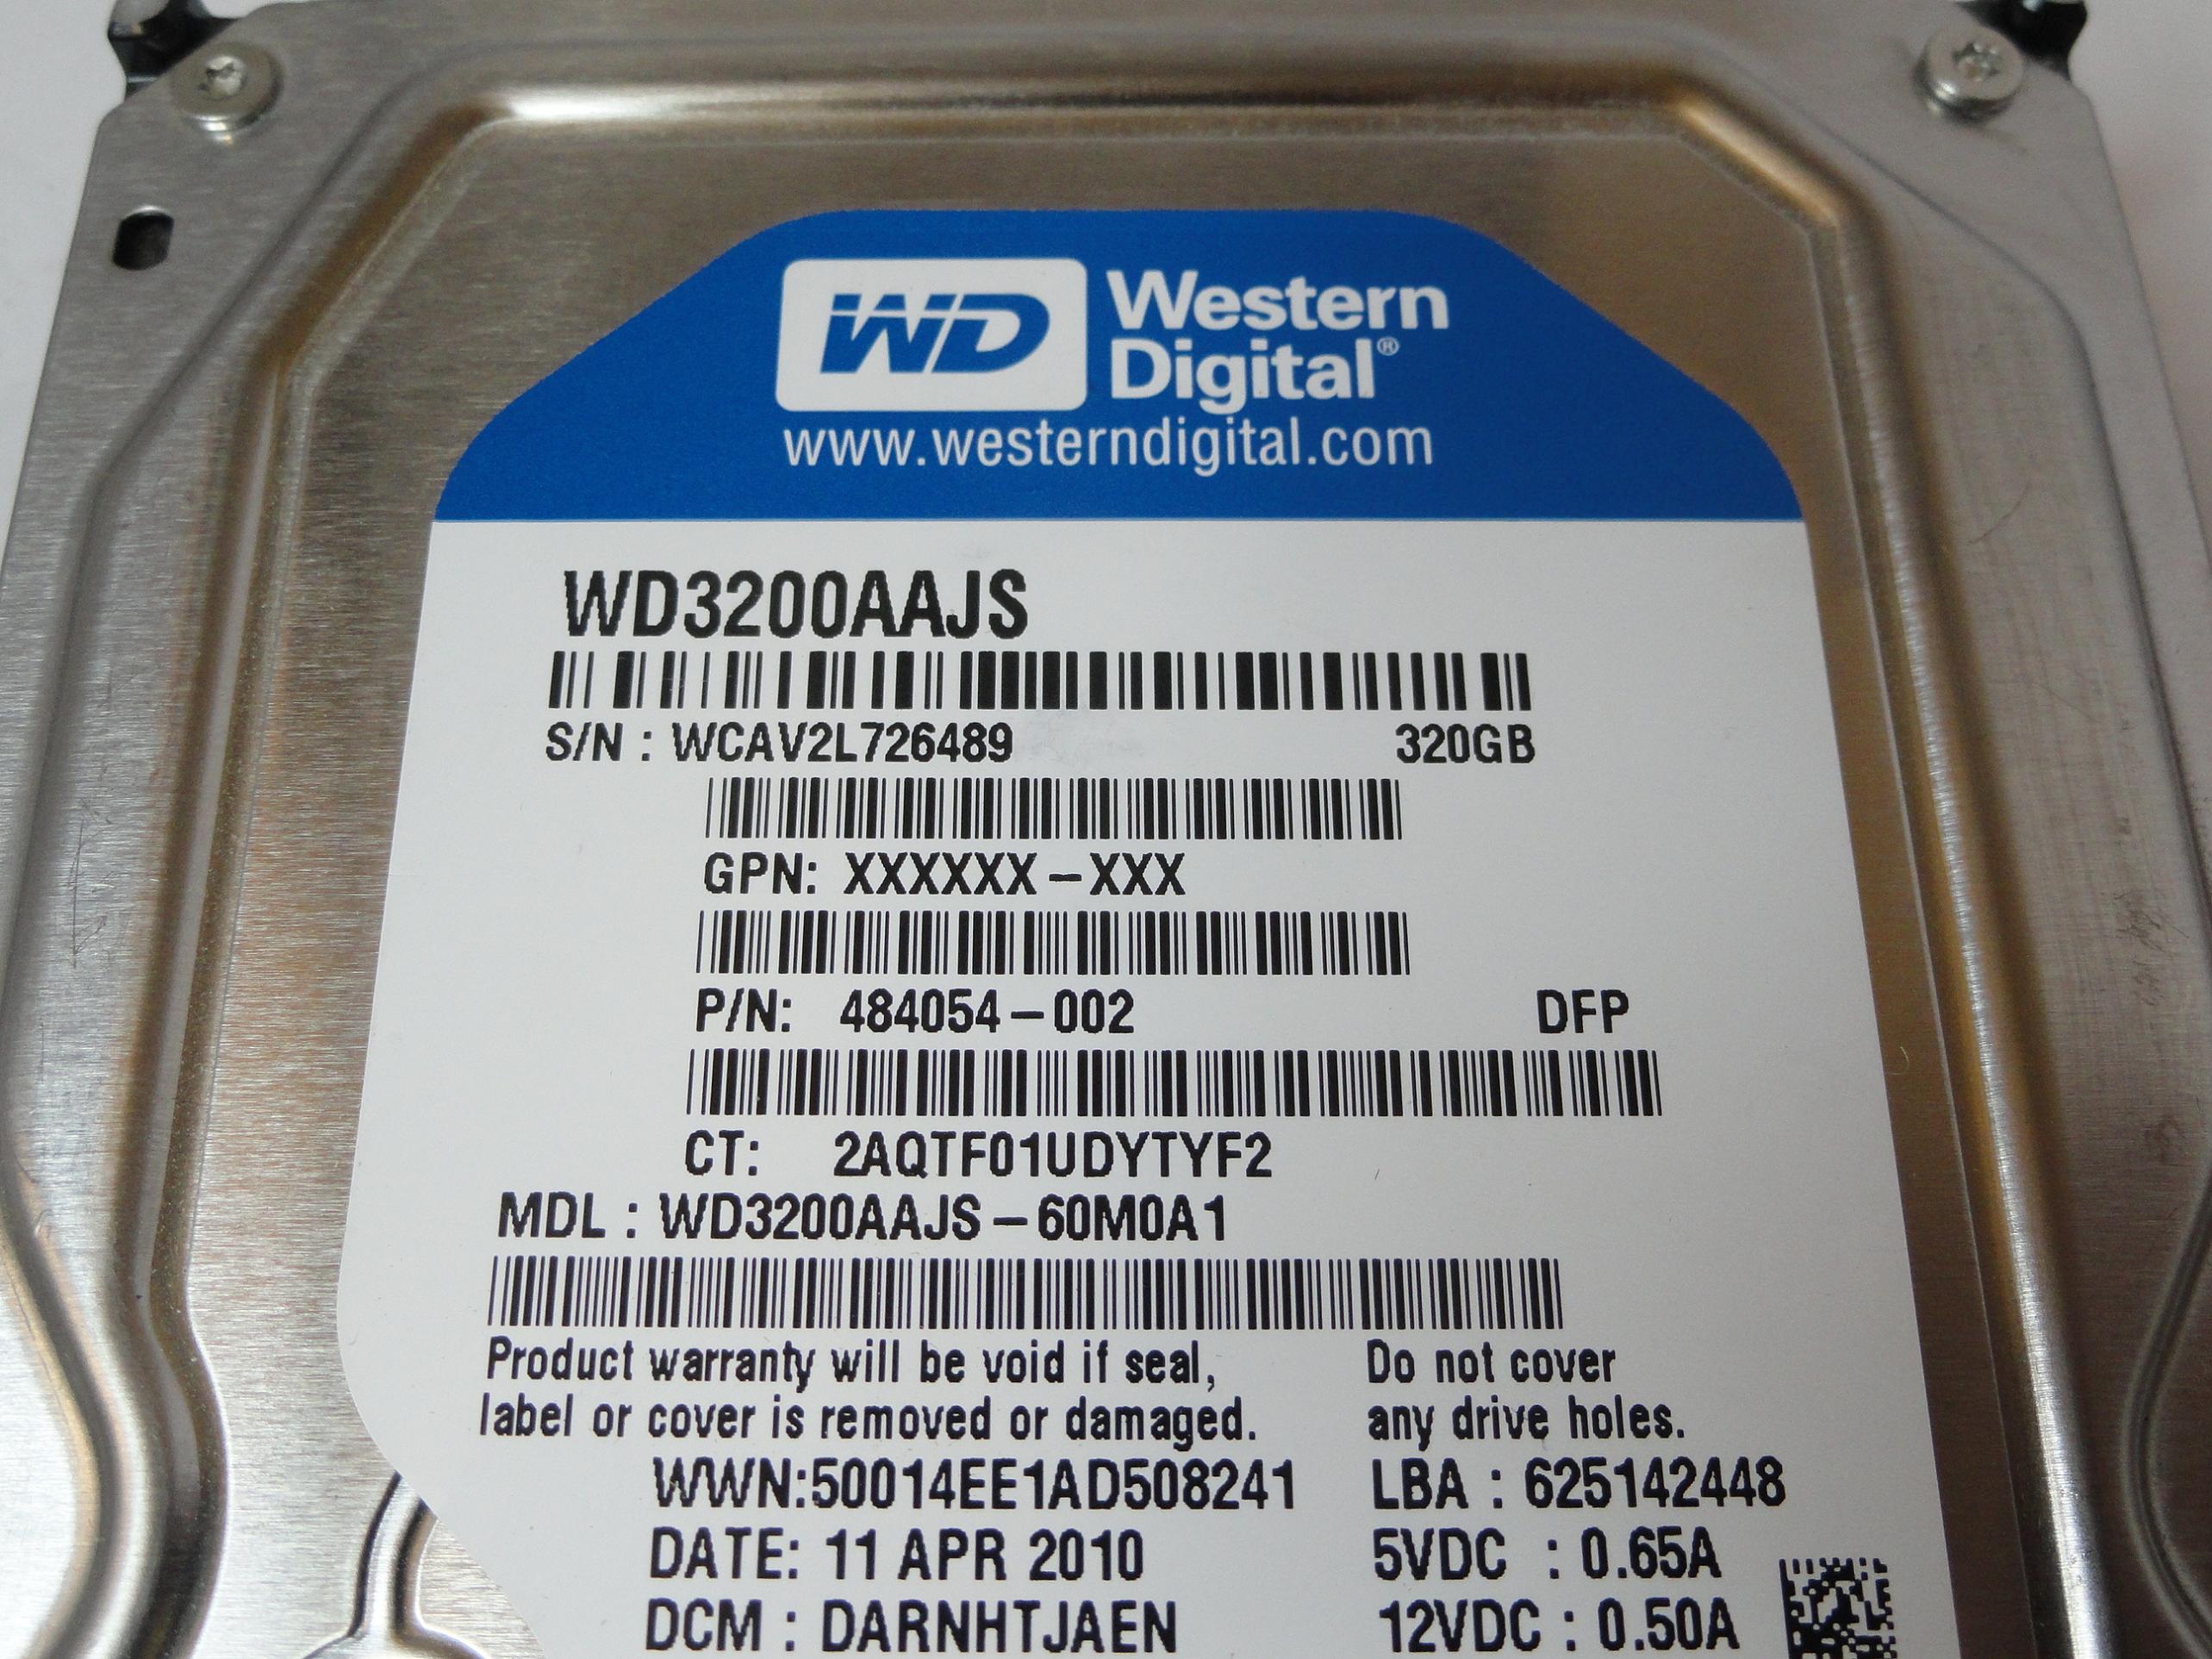 WD Western
Digital®
www.westerndigital.com
WD3200AAJS
S/N : WCAV2L726489 320GB
GPN: XXXXXX-XXX
P/N: 484054-002 DFP
CT: 2AQTF01UDYTYF2
MDL : WD3200AAJS-60M0A1
Product warranty will be void if seal, Do not cover
label or cover is removed or damaged. any drive holes.
WWN:50014EE1AD508241 LBA : 625142448
DATE: 11 APR 2010 5VDC : 0.65A
DCM : DARNHTJAEN 12VDC : 0.50A